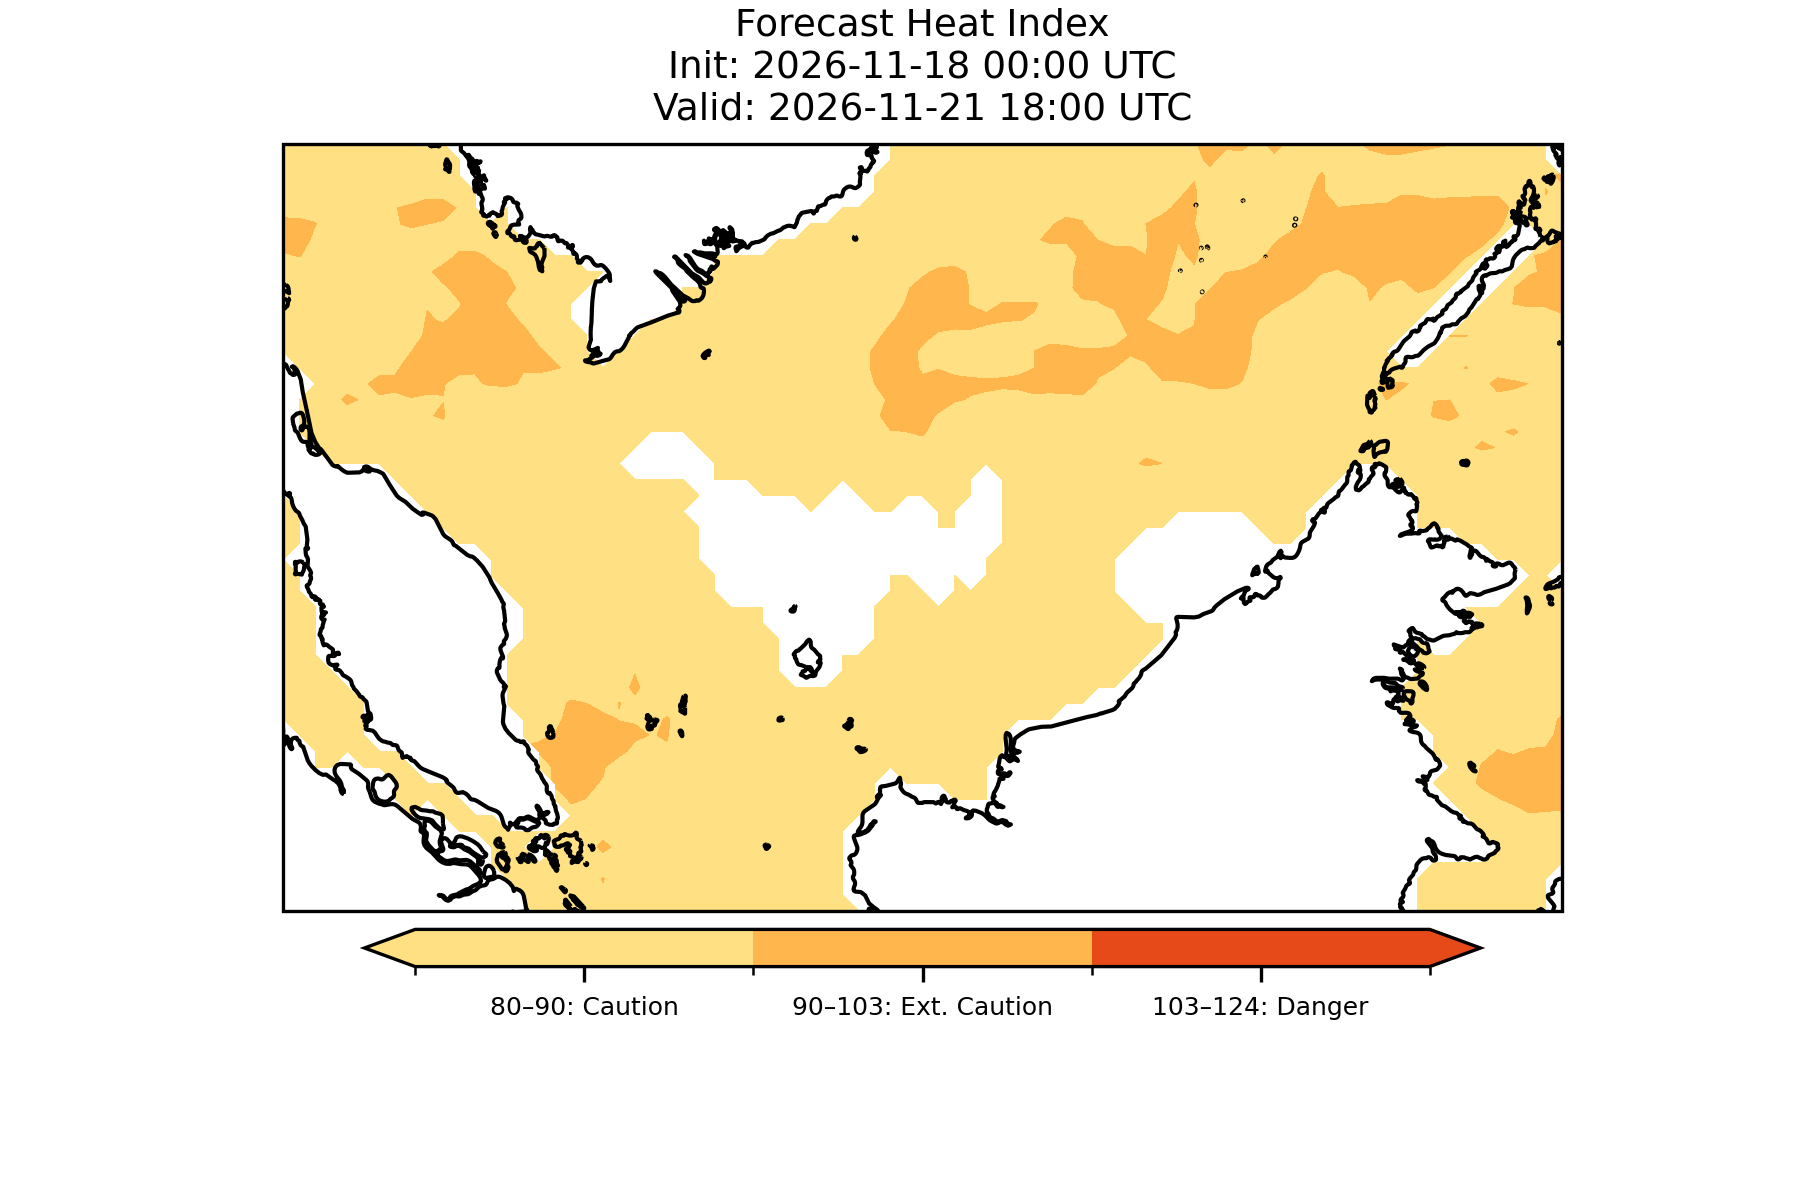 Forecast Heat Index
Init: 2026-11-18 00:00 UTC
Valid: 2026-11-21 18:00 UTC
80–90: Caution
90–103: Ext. Caution
103–124: Danger